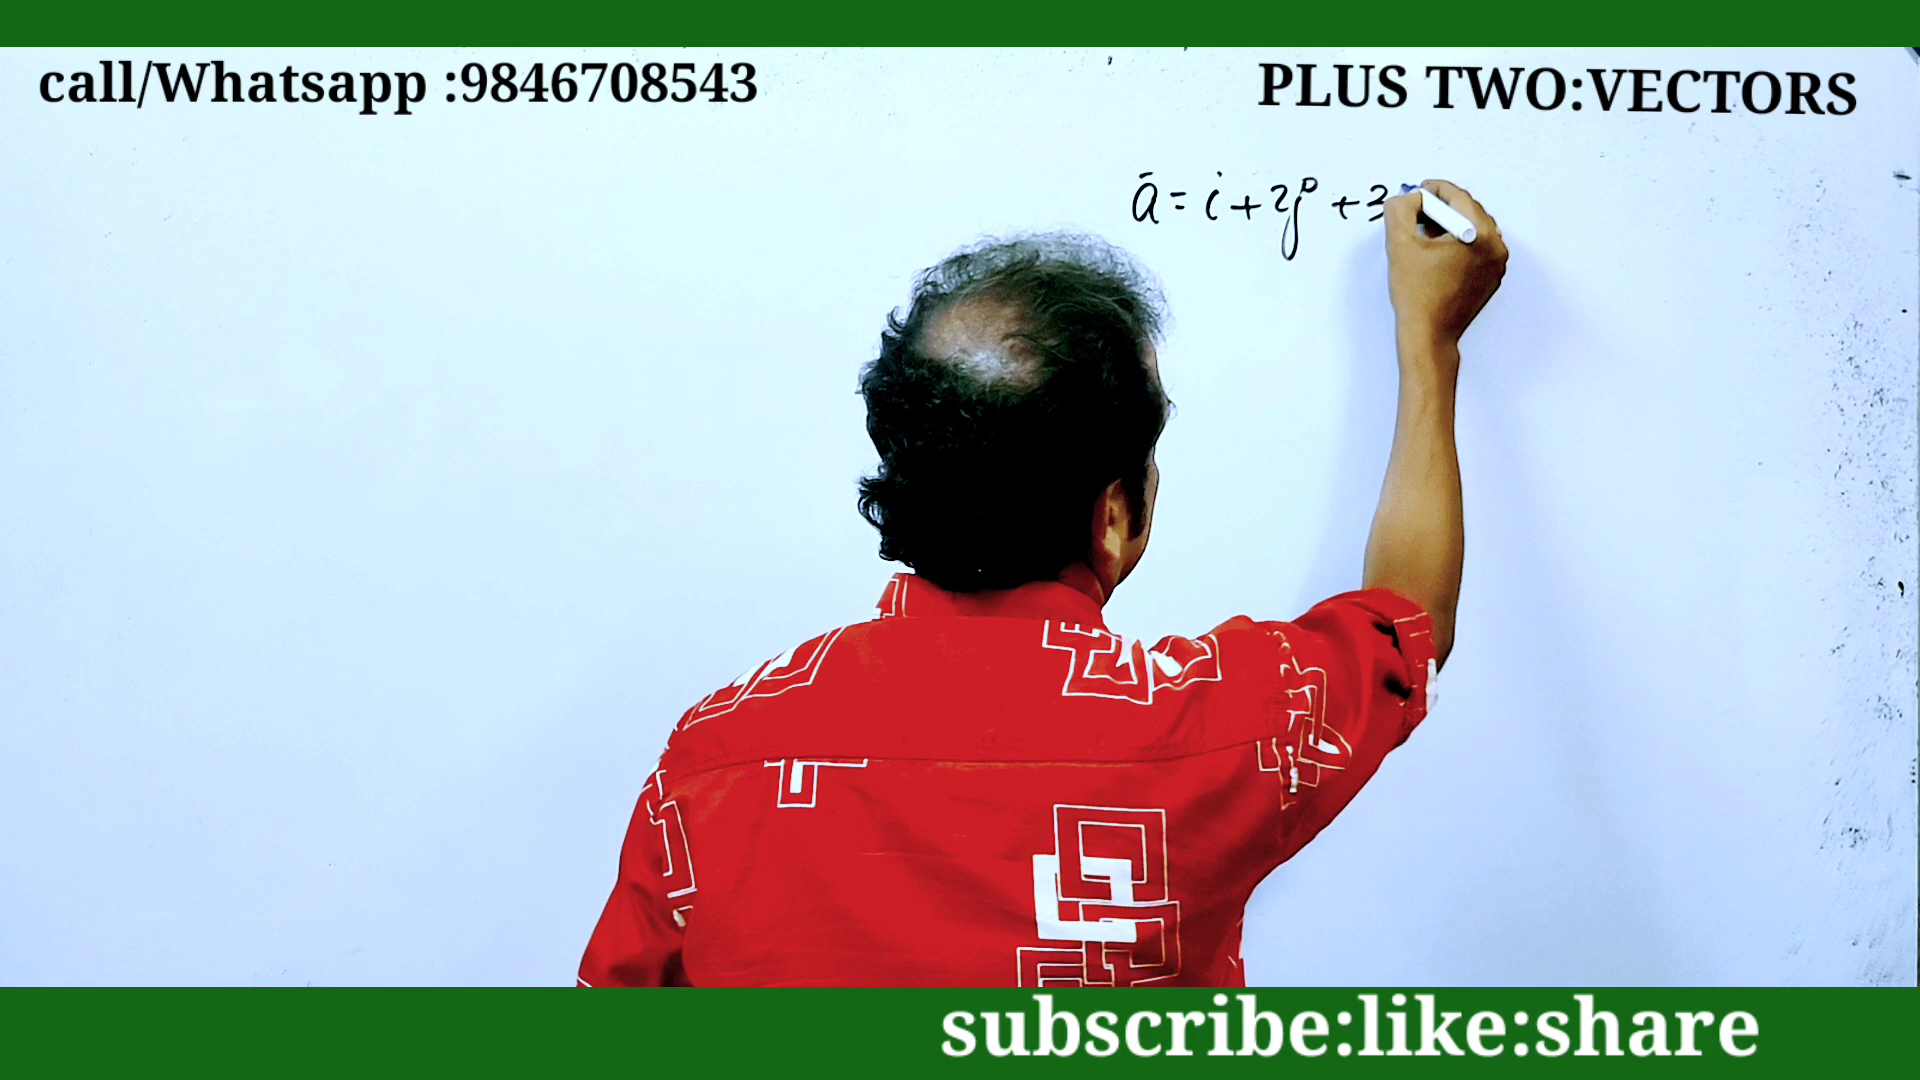 call/Whatsapp :9846708543
PLUS TWO:VECTORS
ā = i + 2j + 3
subscribe:like:share